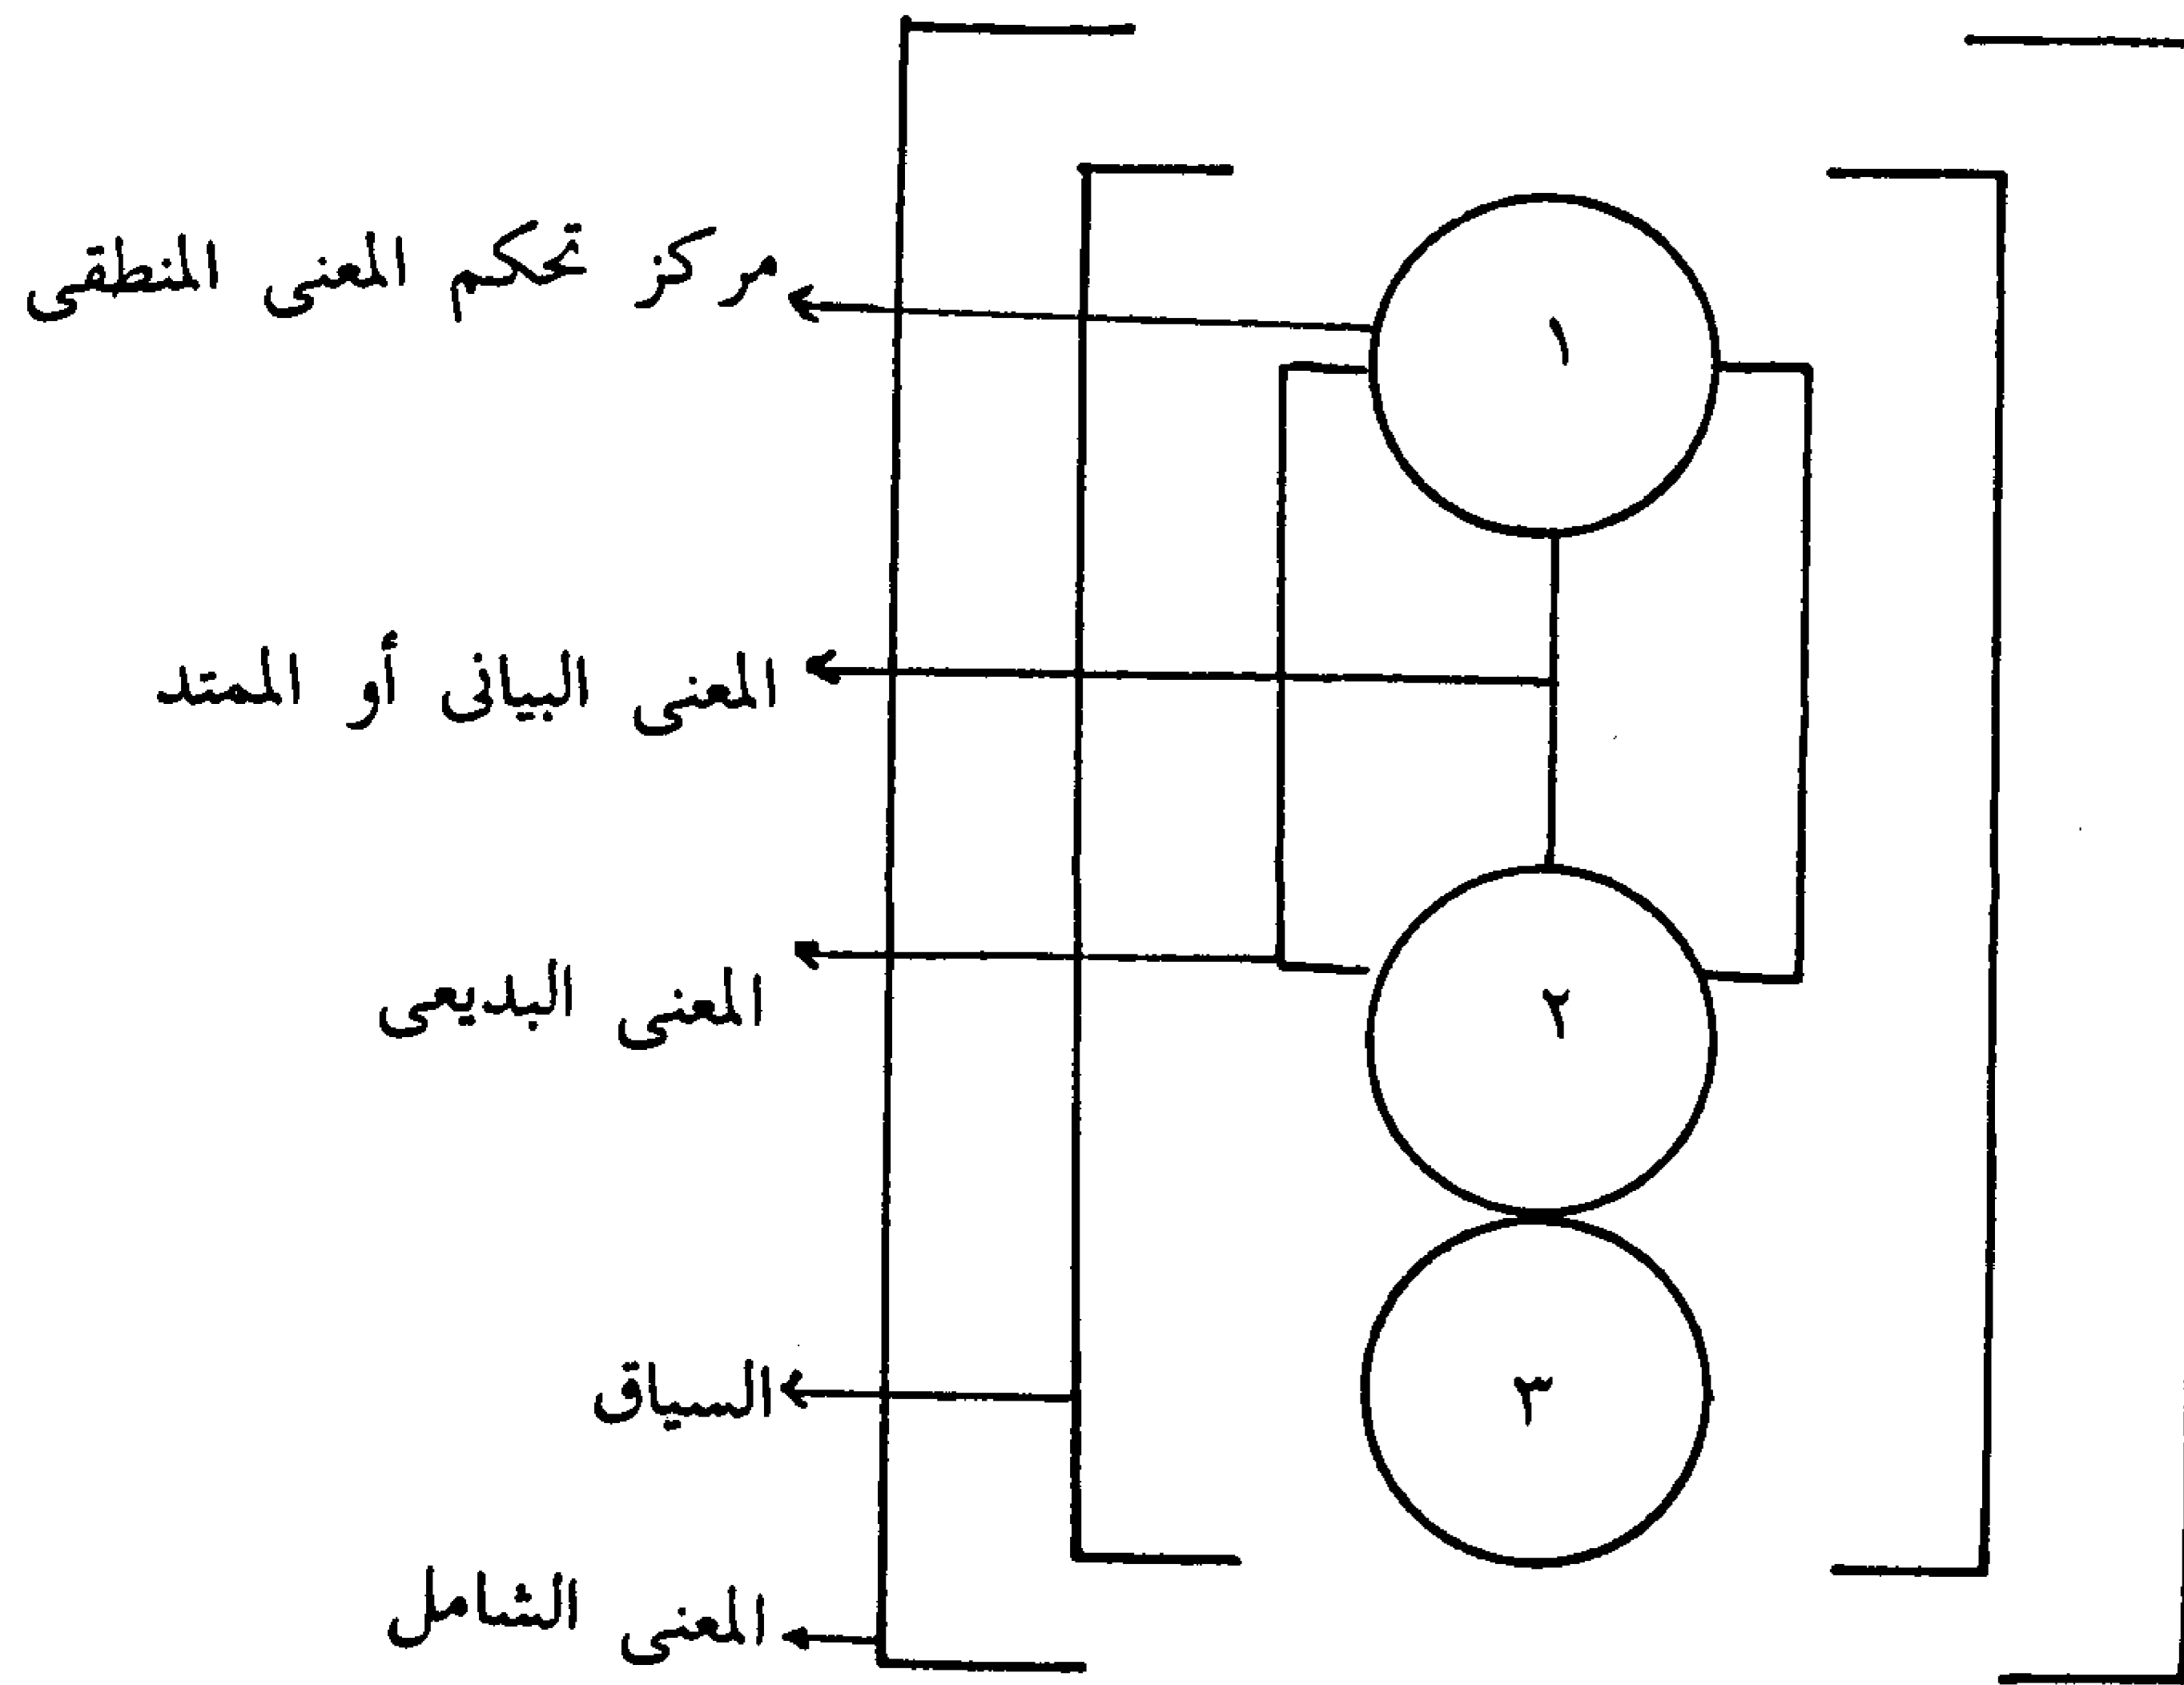 ١
مركز تحكم المعنى المنطقى
المعنى البيانى أو الممتد
٢
المعنى البديعى
٣
السياق
المعنى الشامل